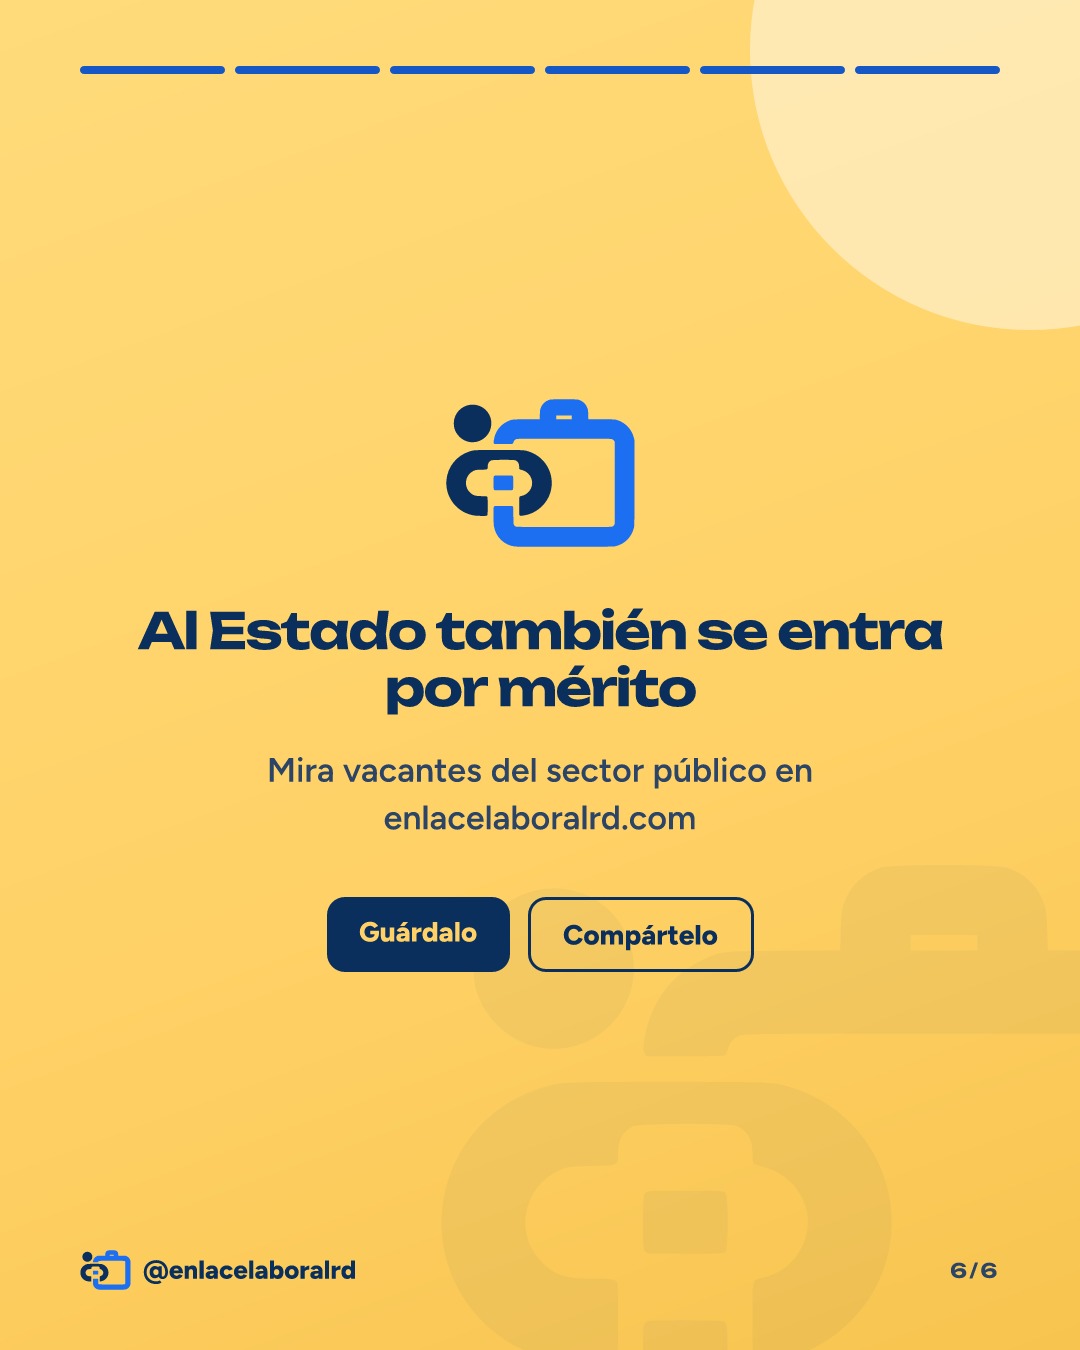 Al Estado también se entra
por mérito
Mira vacantes del sector público en
enlacelaboralrd.com
Guárdalo
Compártelo
@enlacelaboralrd
6/6